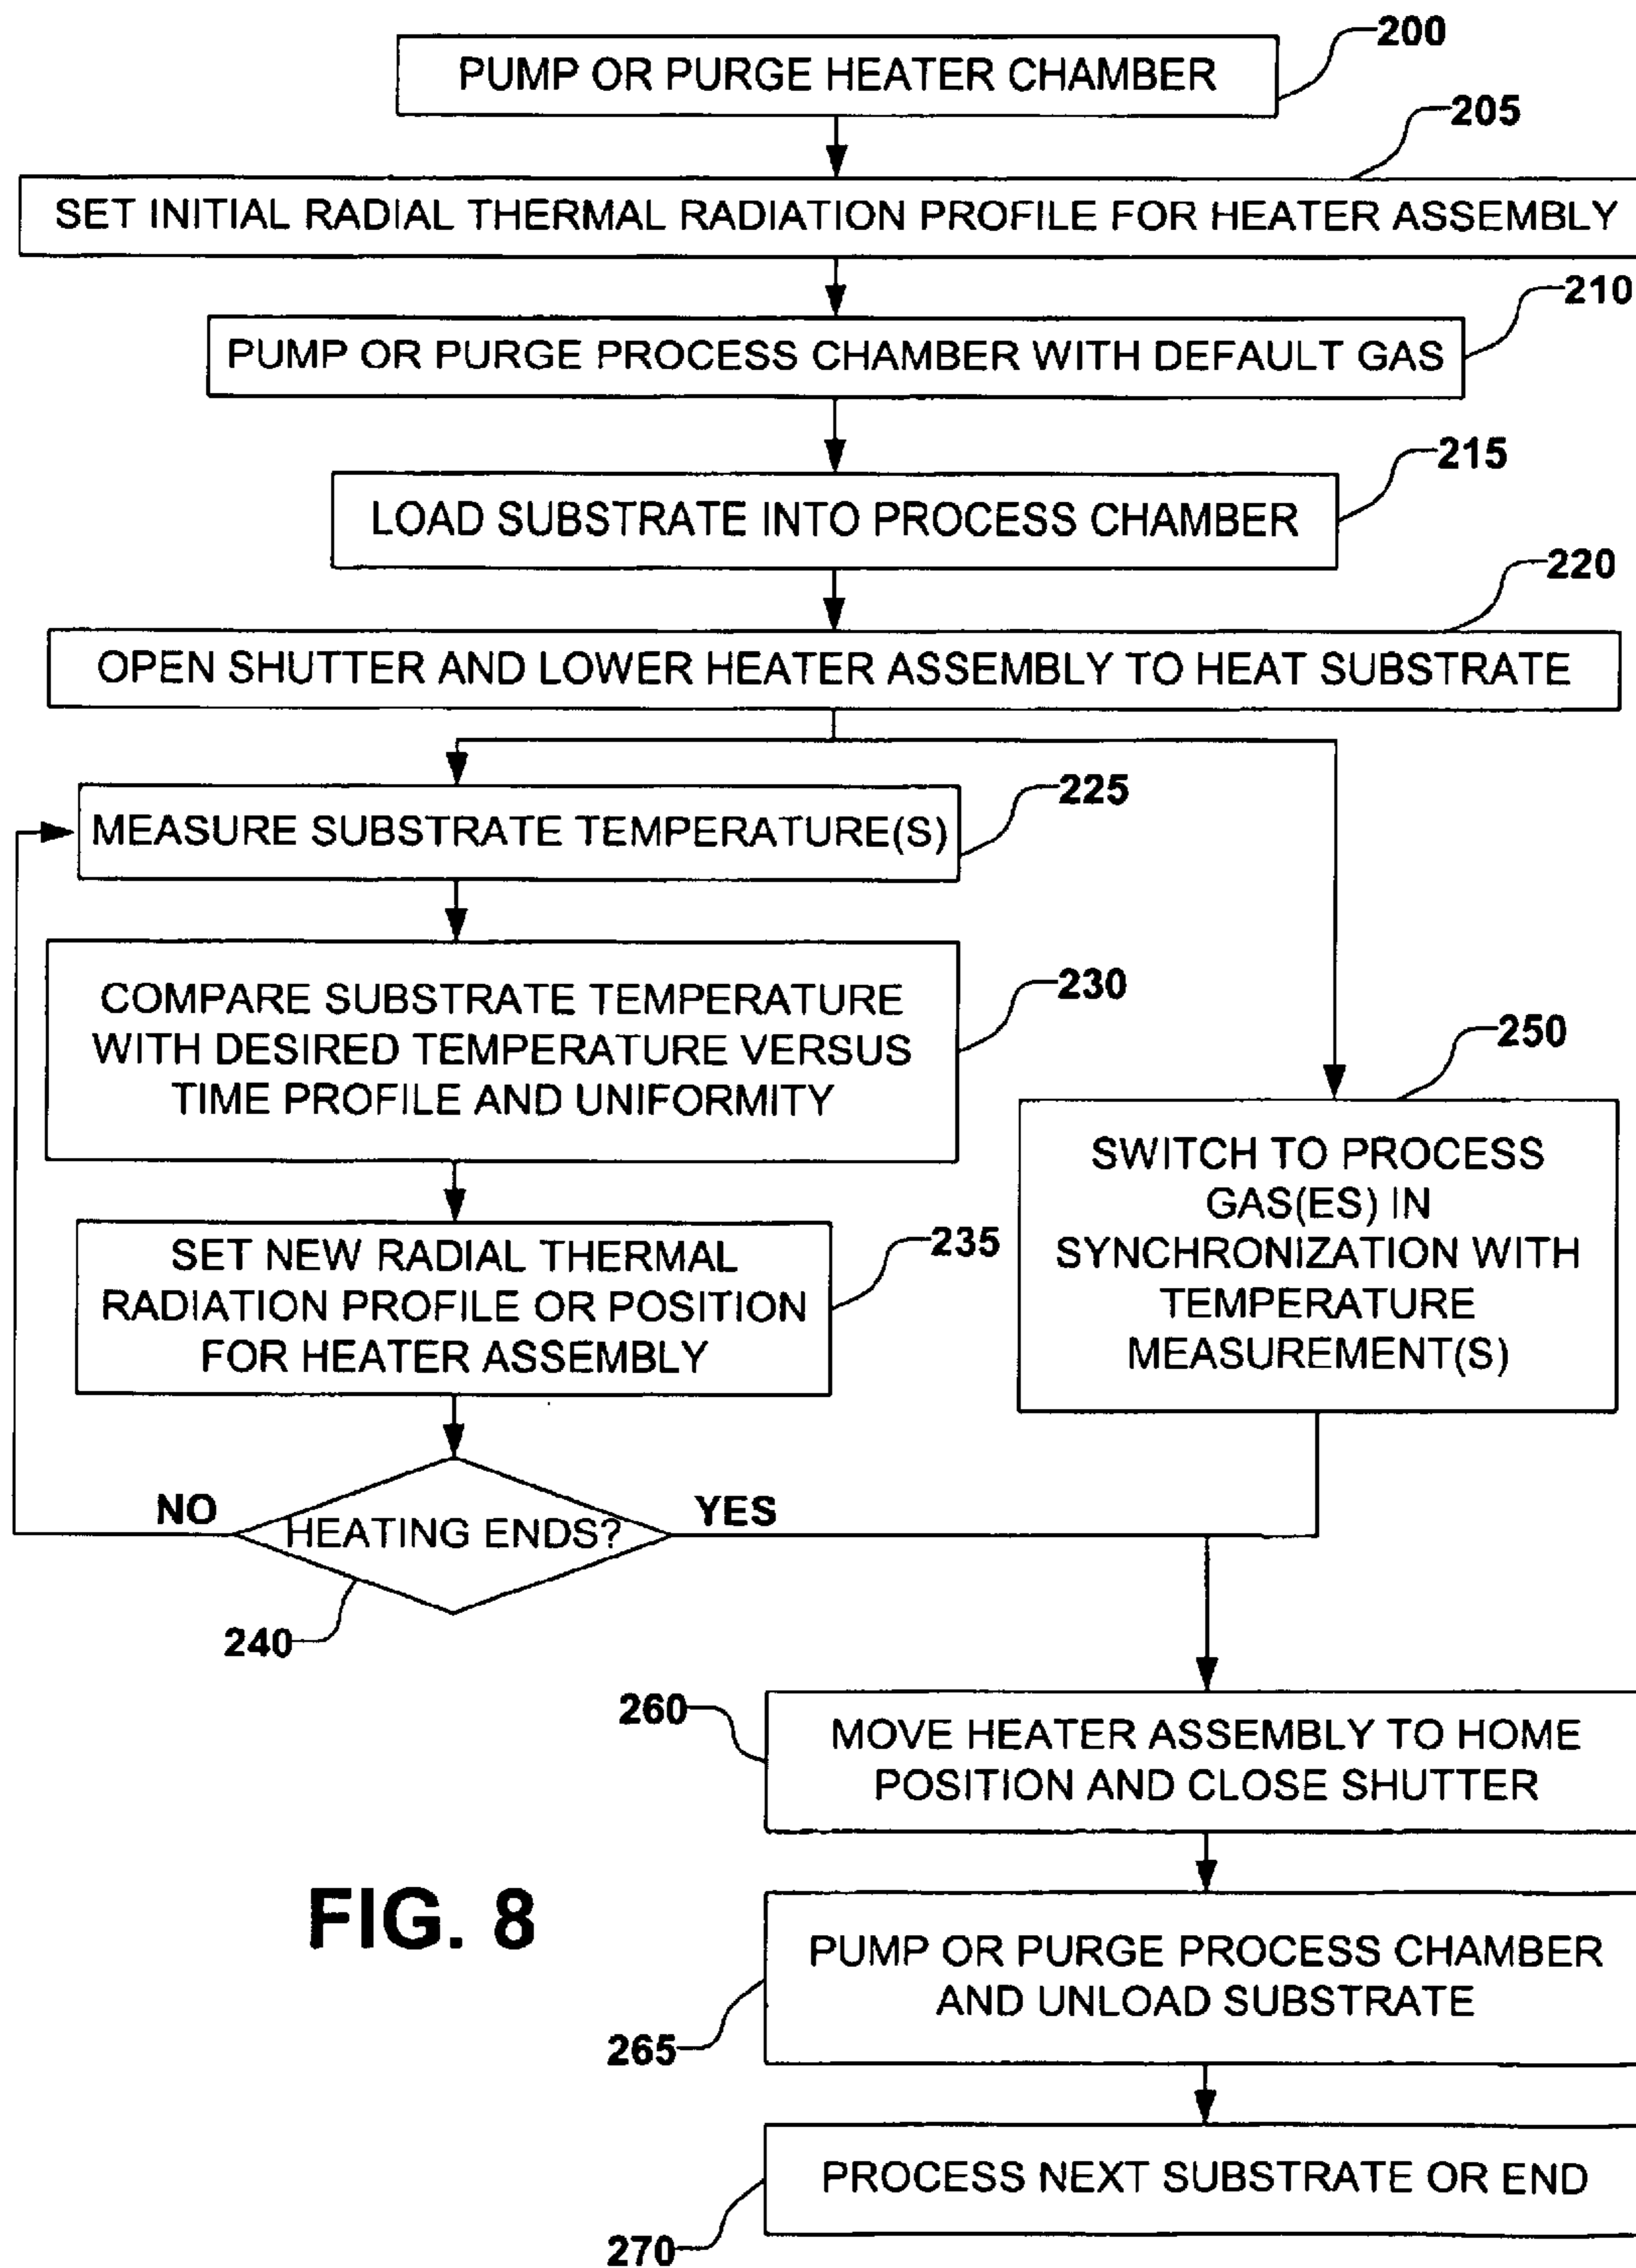 200
PUMP OR PURGE HEATER CHAMBER
205
SET INITIAL RADIAL THERMAL RADIATION PROFILE FOR HEATER ASSEMBLY
210
PUMP OR PURGE PROCESS CHAMBER WITH DEFAULT GAS
215
LOAD SUBSTRATE INTO PROCESS CHAMBER
220
OPEN SHUTTER AND LOWER HEATER ASSEMBLY TO HEAT SUBSTRATE
225
MEASURE SUBSTRATE TEMPERATURE(S)
230
COMPARE SUBSTRATE TEMPERATURE
WITH DESIRED TEMPERATURE VERSUS
TIME PROFILE AND UNIFORMITY
235
SET NEW RADIAL THERMAL
RADIATION PROFILE OR POSITION
FOR HEATER ASSEMBLY
250
SWITCH TO PROCESS
GAS(ES) IN
SYNCHRONIZATION WITH
TEMPERATURE
MEASUREMENT(S)
NO
HEATING ENDS?
YES
240
260
MOVE HEATER ASSEMBLY TO HOME
POSITION AND CLOSE SHUTTER
FIG. 8
PUMP OR PURGE PROCESS CHAMBER
AND UNLOAD SUBSTRATE
265
PROCESS NEXT SUBSTRATE OR END
270